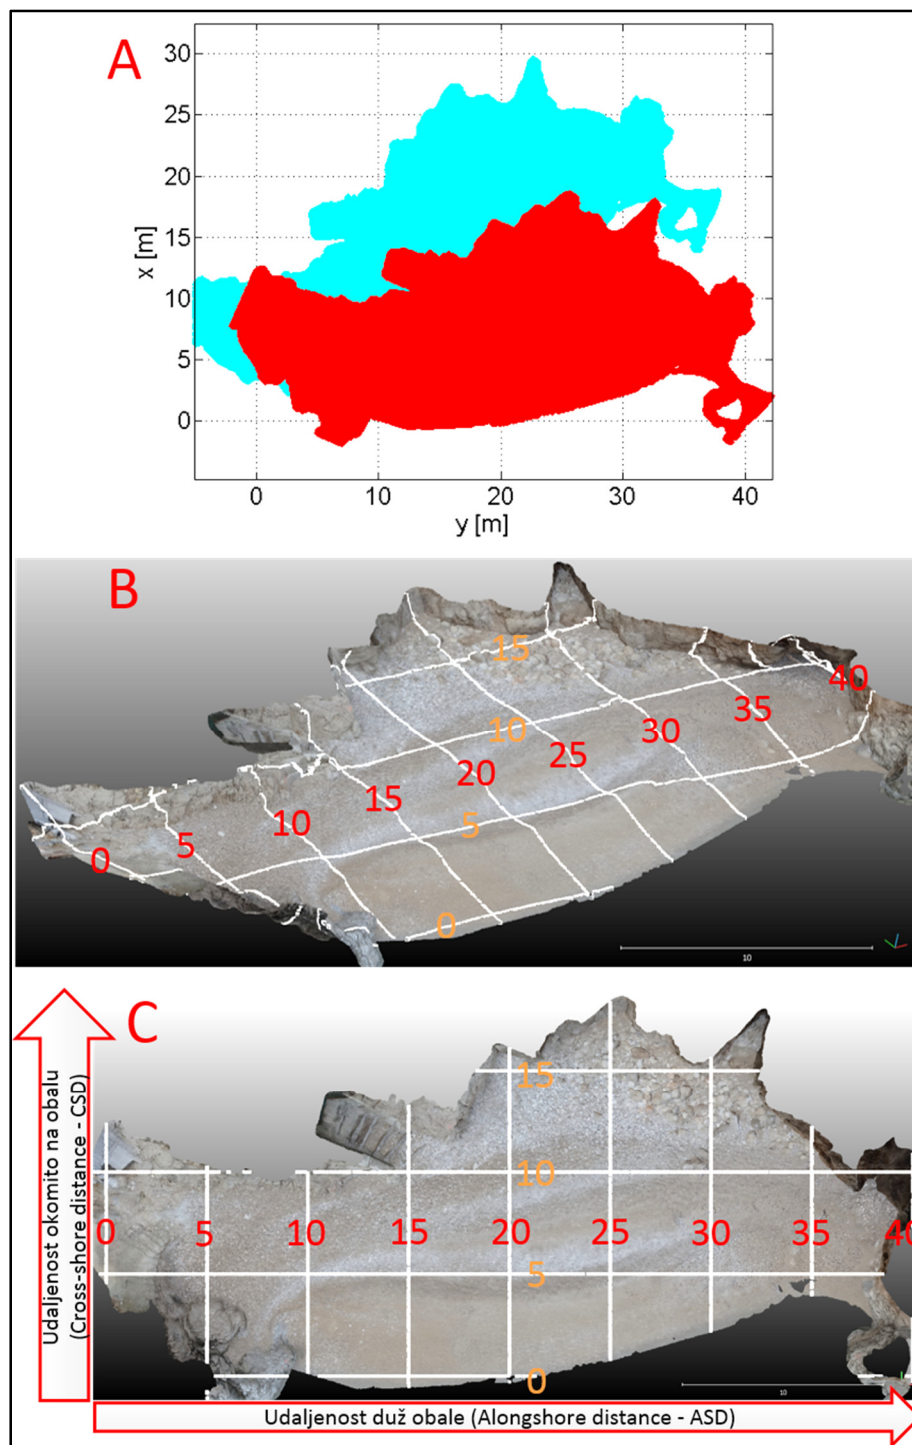 A
30
25
20
15
10
5
0
x [m]
0 10 20 30 40
y [m]
B
15
10
5
0
0 5 10 15 20 25 30 35 40
10
C
Udaljenost okomito na obalu
(Cross-shore distance - CSD)
15
10
0 5 10 15 20 25 30 35 40
5
0
10
Udaljenost duž obale (Alongshore distance - ASD)